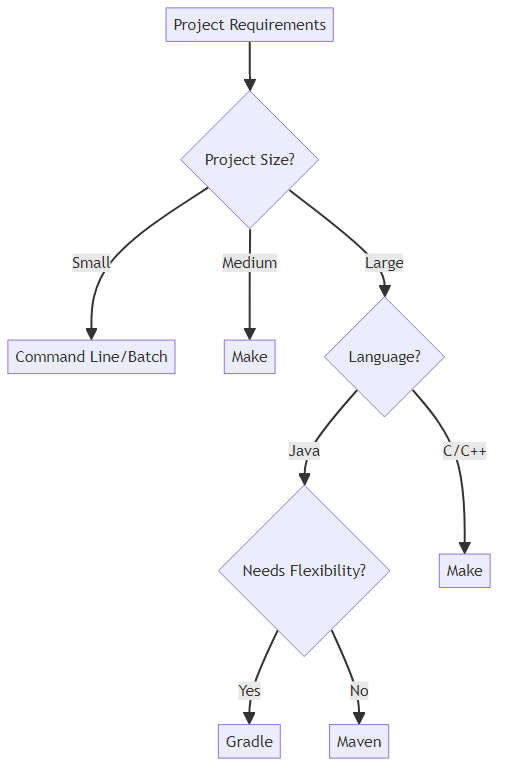 Project Requirements
Project Size?
Small
Medium
Large
Command Line/Batch
Make
Language?
Java
C/C++
Needs Flexibility?
Make
Yes
No
Gradle
Maven